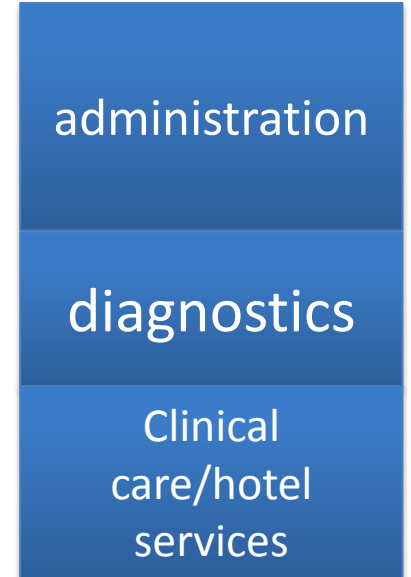 administration
diagnostics
Clinical
care/hotel
services